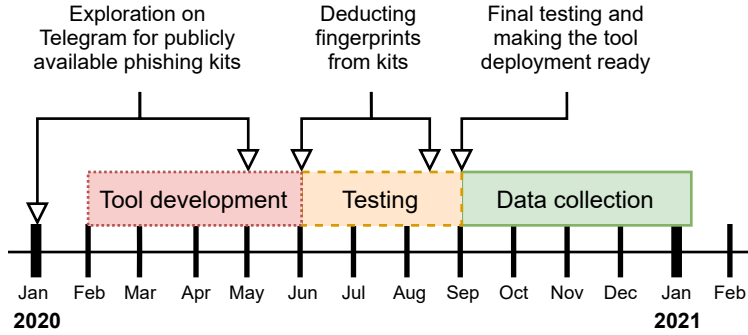 Exploration on
Telegram for publicly
available phishing kits
Deducting
fingerprints
from kits
Final testing and
making the tool
deployment ready
Tool development
Testing
Data collection
Jan Feb Mar Apr May Jun Jul Aug Sep Oct Nov Dec Jan Feb
2020 2021